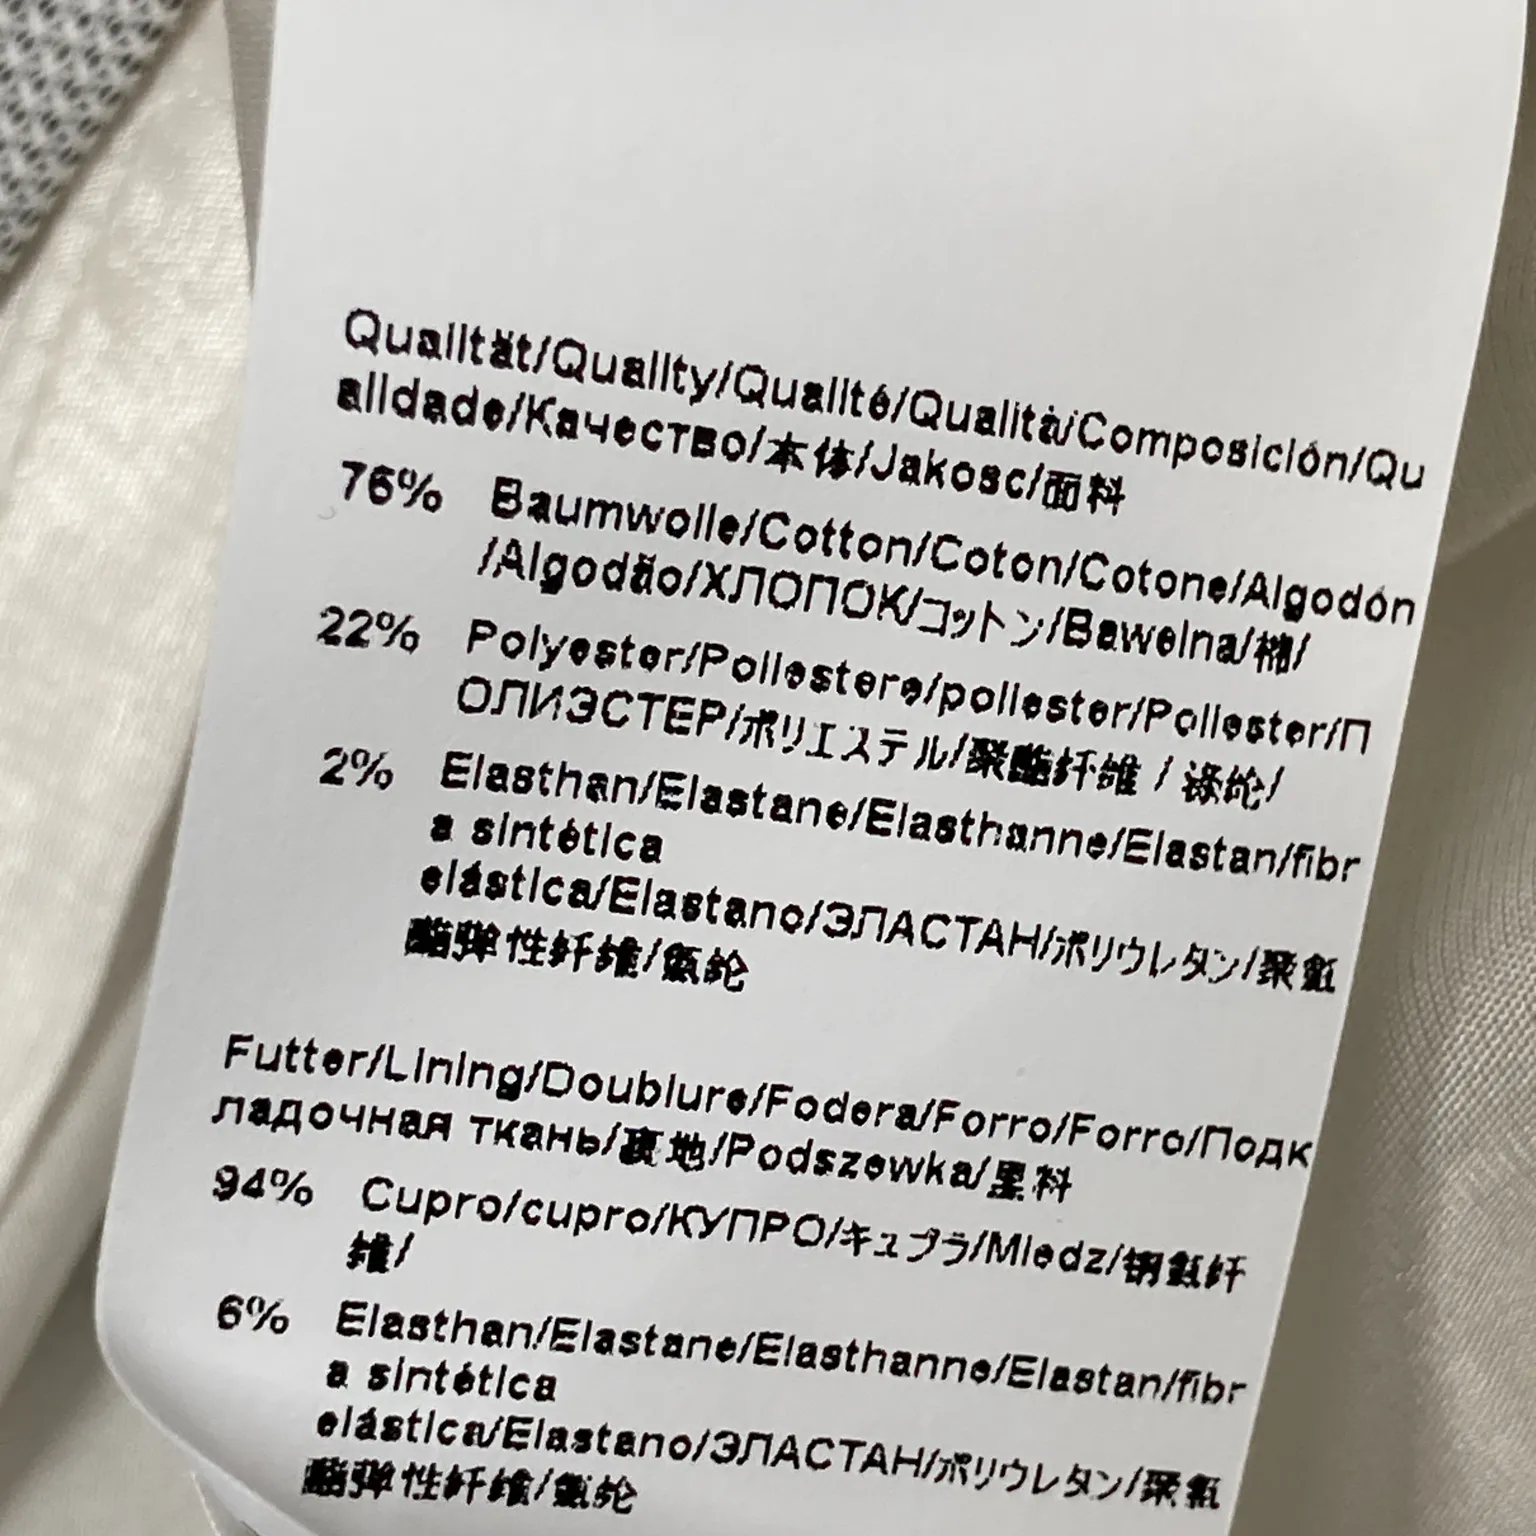 Qualität/Quality/Qualité/Qualità/Composición/Qu
alidade/Качество/本体/Jakosc/面料
76% Baumwolle/Cotton/Coton/Cotone/Algodón
/Algodão/ХЛОПОК/コットン/Bawelna/棉/
22% Polyester/Poliestere/poliester/Poliester/П
ОЛИЭСТЕР/ポリエステル/聚酯纤维 / 涤纶/
2% Elasthan/Elastane/Elasthanne/Elastan/fibr
a sintética
elástica/Elastano/ЭЛАСТАН/ポリウレタン/聚氨
酯弹性纤维/氨纶
Futter/Lining/Doublure/Fodera/Forro/Forro/Подк
ладочная ткань/裏地/Podszewka/里料
94% Cupro/cupro/КУПРО/キュプラ/Miedz/铜氨纤
维/
6% Elasthan/Elastane/Elasthanne/Elastan/fibr
a sintética
elástica/Elastano/ЭЛАСТАН/ポリウレタン/聚氨
酯弹性纤维/氨纶